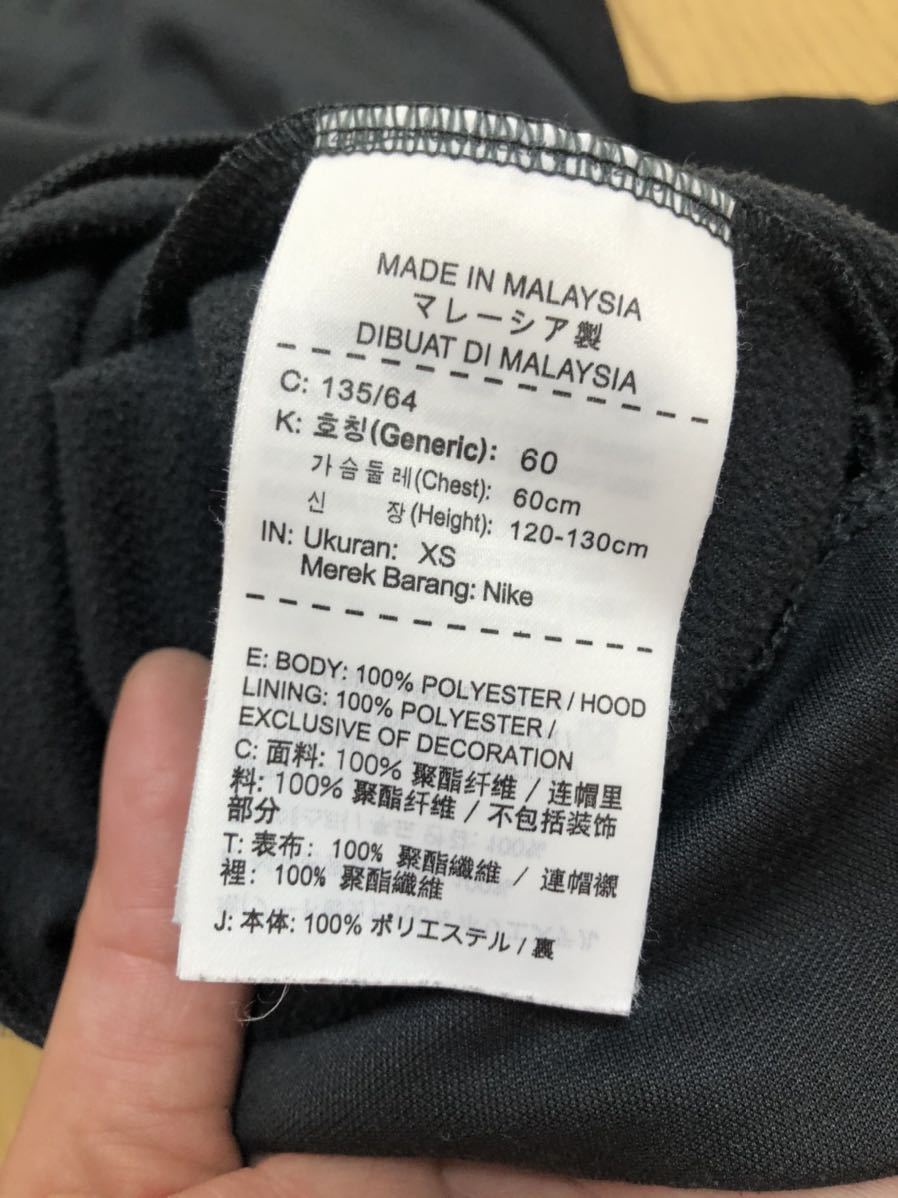 MADE IN MALAYSIA
マレーシア製
DIBUAT DI MALAYSIA
C: 135/64
K: 호칭(Generic): 60
가슴둘레(Chest): 60cm
신 장(Height): 120-130cm
IN: Ukuran: XS
Merek Barang: Nike
E: BODY: 100% POLYESTER / HOOD
LINING: 100% POLYESTER /
EXCLUSIVE OF DECORATION
C: 面料: 100% 聚酯纤维 / 连帽里
料: 100% 聚酯纤维 / 不包括装饰
部分
T: 表布: 100% 聚酯纖維 / 連帽襯
裡: 100% 聚酯纖維
J: 本体: 100% ポリエステル / 裏